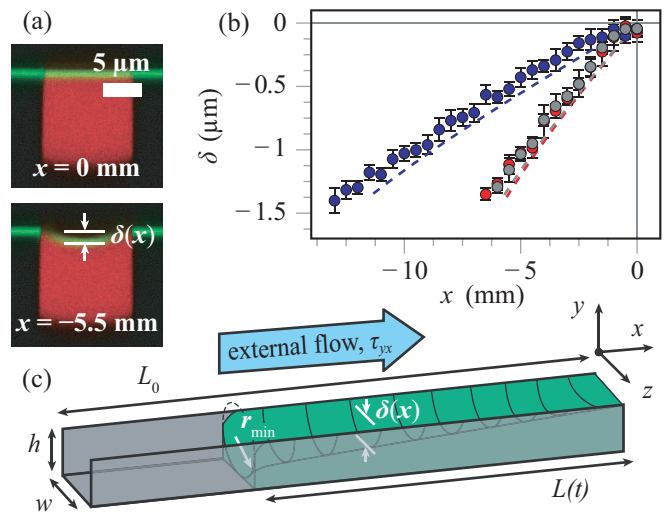 (a)
5 μm
x = 0 mm
δ(x)
x = −5.5 mm
(b)
0
−0.5
−1
−1.5
δ (μm)
−10
−5
0
x (mm)
external flow, τyx
y
x
z
(c)
L0
h
w
rmin
δ(x)
L(t)